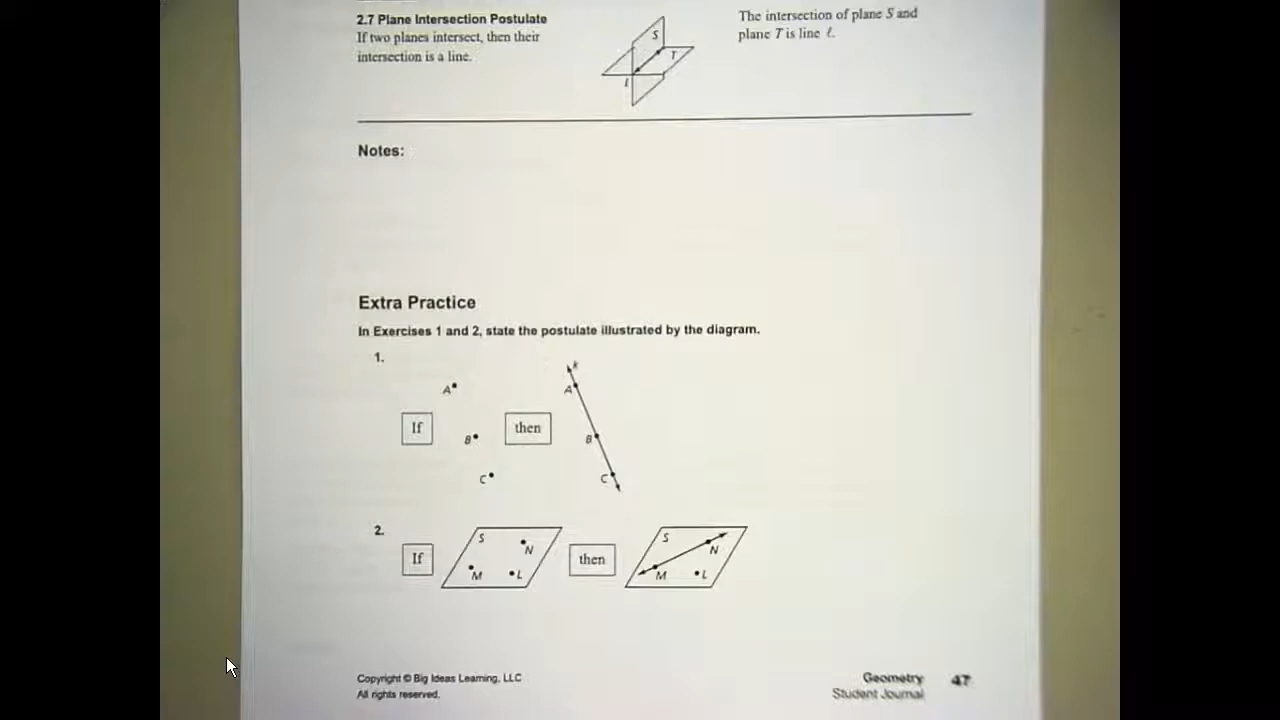 2.7 Plane Intersection Postulate
If two planes intersect, then their
intersection is a line.
S
T
l
The intersection of plane S and
plane T is line ℓ.
Notes:
Extra Practice
In Exercises 1 and 2, state the postulate illustrated by the diagram.
1.
If
A
B
C
then
k
A
B
C
2.
If
S
N
M
L
then
S
N
M
L
Copyright © Big Ideas Learning, LLC
All rights reserved.
Geometry
Student Journal
47